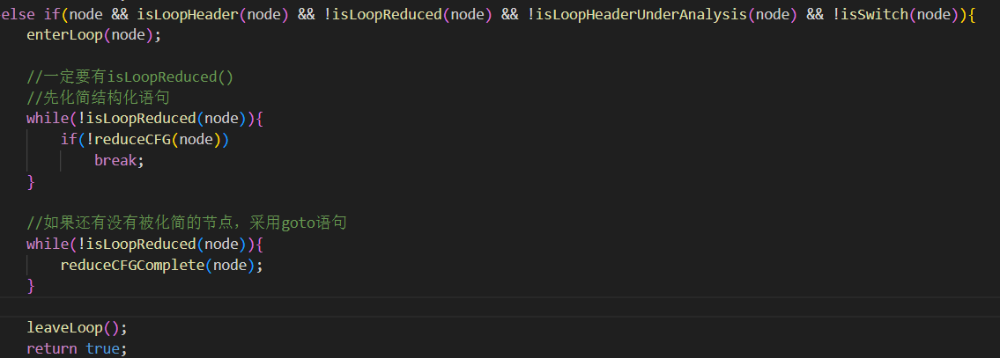 else if(node && isLoopHeader(node) && !isLoopReduced(node) && !isLoopHeaderUnderAnalysis(node) && !isSwitch(node)){
enterLoop(node);
//一定要有isLoopReduced()
//先化简结构化语句
while(!isLoopReduced(node)){
if(!reduceCFG(node))
break;
}
//如果还有没有被化简的节点，采用goto语句
while(!isLoopReduced(node)){
reduceCFGComplete(node);
}
leaveLoop();
return true;